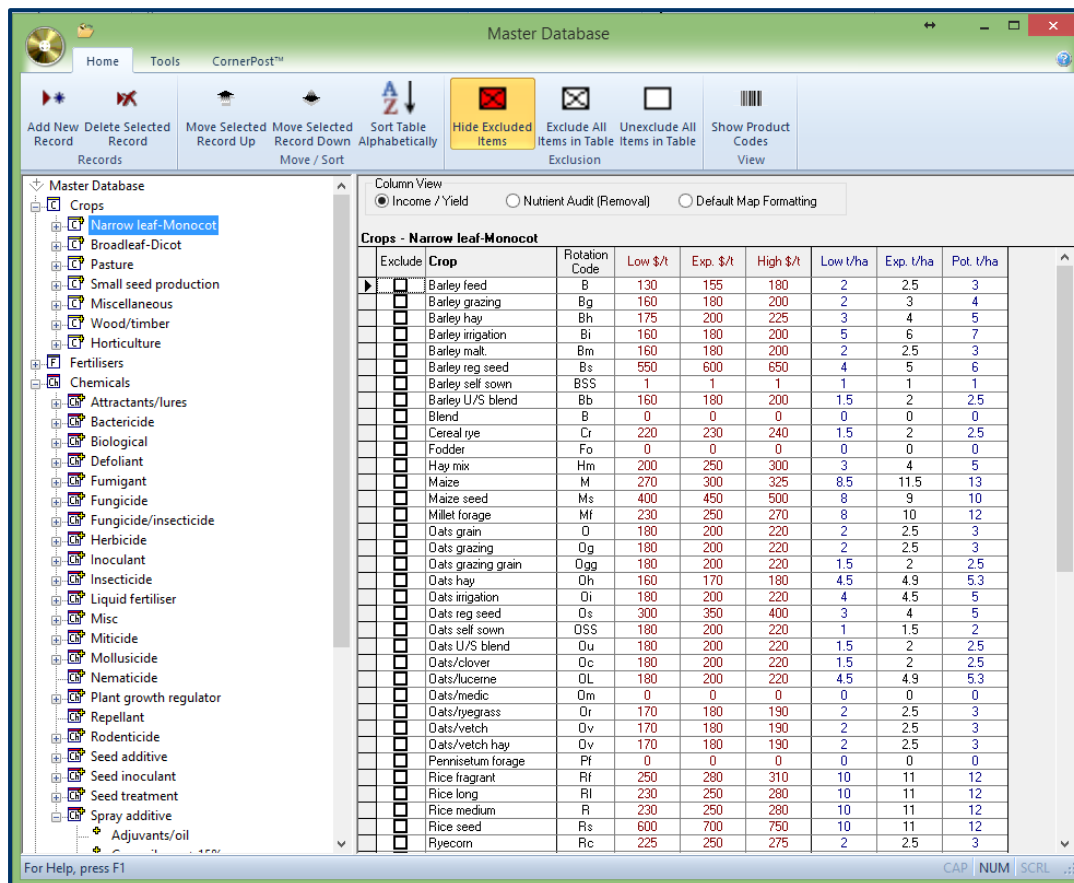 Master Database
Home Tools CornerPost™
Add New Record
Delete Selected Record
Records
Move Selected Record Up
Move Selected Record Down
Sort Table Alphabetically
Move / Sort
Hide Excluded Items
Exclude All Items in Table
Unexclude All Items in Table
Exclusion
Show Product Codes
View
Master Database
Crops
Narrow leaf-Monocot
Broadleaf-Dicot
Pasture
Small seed production
Miscellaneous
Wood/timber
Horticulture
Fertilisers
Chemicals
Attractants/lures
Bactericide
Biological
Defoliant
Fumigant
Fungicide
Fungicide/insecticide
Herbicide
Inoculant
Insecticide
Liquid fertiliser
Misc
Miticide
Mollusicide
Nematicide
Plant growth regulator
Repellant
Rodenticide
Seed additive
Seed inoculant
Seed treatment
Spray additive
Adjuvants/oil
Column View
Income / Yield Nutrient Audit (Removal) Default Map Formatting
Crops - Narrow leaf-Monocot
Exclude Crop Rotation Code Low $/t Exp. $/t High $/t Low t/ha Exp. t/ha Pot. t/ha
Barley feed B 130 155 180 2 2.5 3
Barley grazing Bg 160 180 200 2 3 4
Barley hay Bh 175 200 225 3 4 5
Barley irrigation Bi 160 180 200 5 6 7
Barley malt. Bm 160 180 200 2 2.5 3
Barley reg seed Bs 550 600 650 4 5 6
Barley self sown BSS 1 1 1 1 1 1
Barley U/S blend Bb 160 180 200 1.5 2 2.5
Blend B 0 0 0 0 0 0
Cereal rye Cr 220 230 240 1.5 2 2.5
Fodder Fo 0 0 0 0 0 0
Hay mix Hm 200 250 300 3 4 5
Maize M 270 300 325 8.5 11.5 13
Maize seed Ms 400 450 500 8 9 10
Millet forage Mf 230 250 270 8 10 12
Oats grain O 180 200 220 2 2.5 3
Oats grazing Og 180 200 220 2 2.5 3
Oats grazing grain Ogg 180 200 220 1.5 2 2.5
Oats hay Oh 160 170 180 4.5 4.9 5.3
Oats irrigation Oi 180 200 220 4 4.5 5
Oats reg seed Os 300 350 400 3 4 5
Oats self sown OSS 180 200 220 1 1.5 2
Oats U/S blend Ou 180 200 220 1.5 2 2.5
Oats/clover Oc 180 200 220 1.5 2 2.5
Oats/lucerne OL 180 200 220 4.5 4.9 5.3
Oats/medic Om 0 0 0 0 0 0
Oats/ryegrass Or 170 180 190 2 2.5 3
Oats/vetch Ov 170 180 190 2 2.5 3
Oats/vetch hay Ov 170 180 190 2 2.5 3
Pennisetum forage Pf 0 0 0 0 0 0
Rice fragrant Rf 250 280 310 10 11 12
Rice long Rl 230 250 280 10 11 12
Rice medium R 230 250 280 10 11 12
Rice seed Rs 600 700 750 10 11 12
Ryecorn Rc 225 250 275 2 2.5 3
For Help, press F1
CAP NUM SCRL